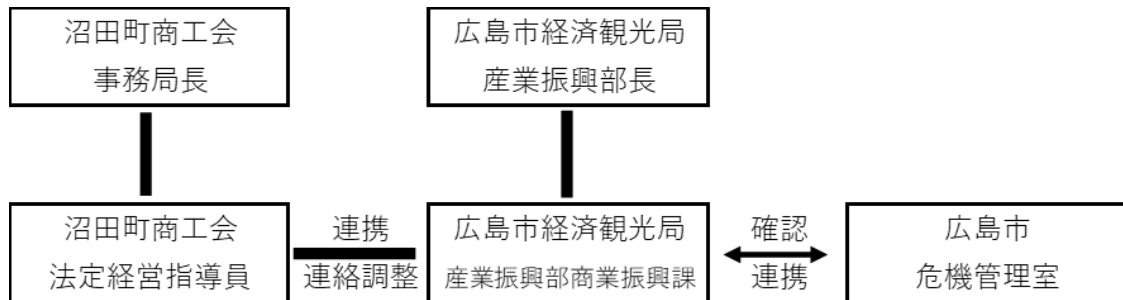 沼田町商工会
事務局長
広島市経済観光局
産業振興部長
沼田町商工会
法定経営指導員
連携
連絡調整
広島市経済観光局
産業振興部商業振興課
確認
連携
広島市
危機管理室